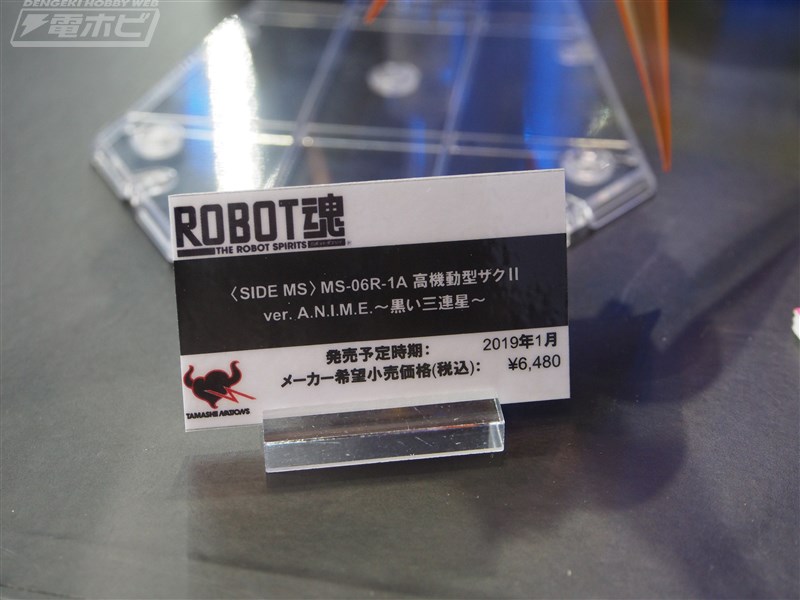 DENGEKI HOBBY WEB
電ホビ
ROBOT魂
THE ROBOT SPIRITS
〈SIDE MS〉MS-06R-1A 高機動型ザクII
ver. A.N.I.M.E.～黒い三連星～
発売予定時期： 2019年1月
メーカー希望小売価格(税込)： ¥6,480
TAMASHII NATIONS